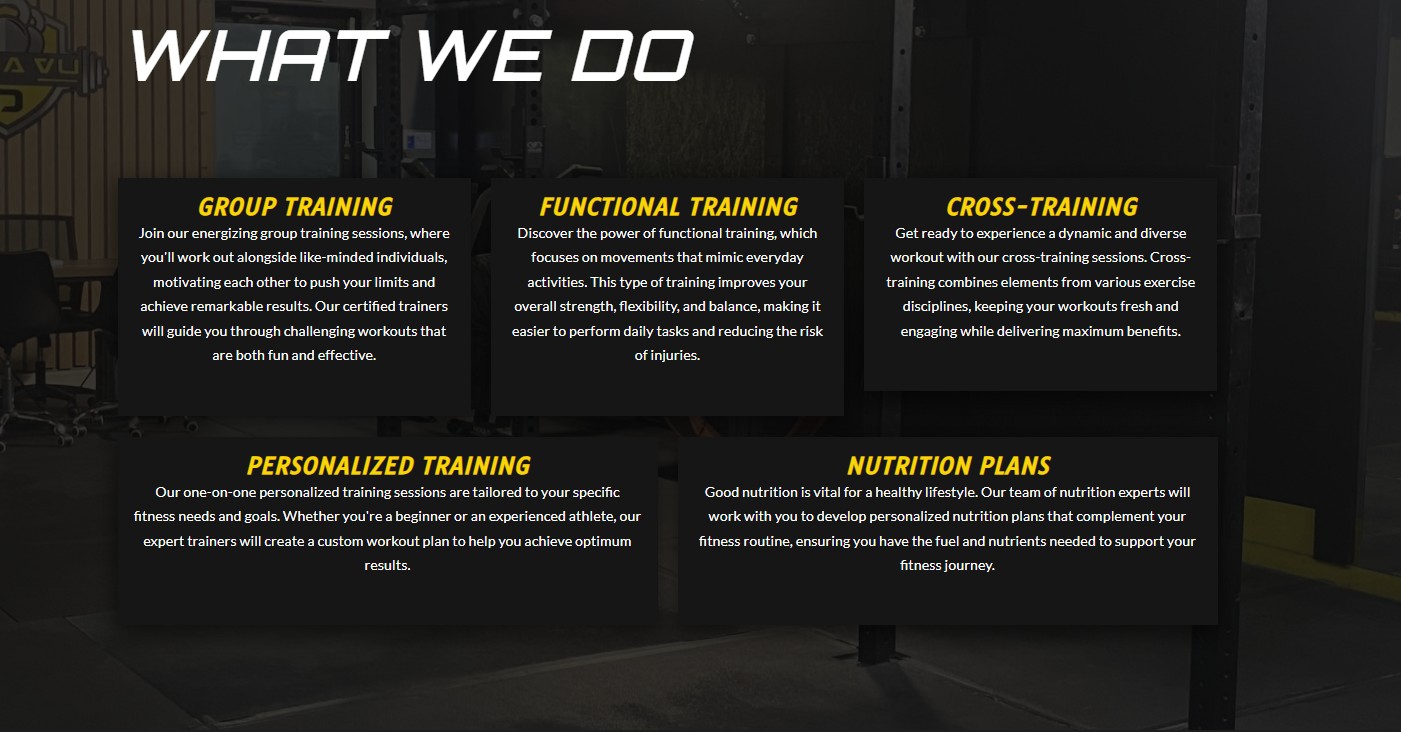 WHAT WE DO
GROUP TRAINING
Join our energizing group training sessions, where
you'll work out alongside like-minded individuals,
motivating each other to push your limits and
achieve remarkable results. Our certified trainers
will guide you through challenging workouts that
are both fun and effective.
FUNCTIONAL TRAINING
Discover the power of functional training, which
focuses on movements that mimic everyday
activities. This type of training improves your
overall strength, flexibility, and balance, making it
easier to perform daily tasks and reducing the risk
of injuries.
CROSS-TRAINING
Get ready to experience a dynamic and diverse
workout with our cross-training sessions. Cross-
training combines elements from various exercise
disciplines, keeping your workouts fresh and
engaging while delivering maximum benefits.
PERSONALIZED TRAINING
Our one-on-one personalized training sessions are tailored to your specific
fitness needs and goals. Whether you're a beginner or an experienced athlete, our
expert trainers will create a custom workout plan to help you achieve optimum
results.
NUTRITION PLANS
Good nutrition is vital for a healthy lifestyle. Our team of nutrition experts will
work with you to develop personalized nutrition plans that complement your
fitness routine, ensuring you have the fuel and nutrients needed to support your
fitness journey.